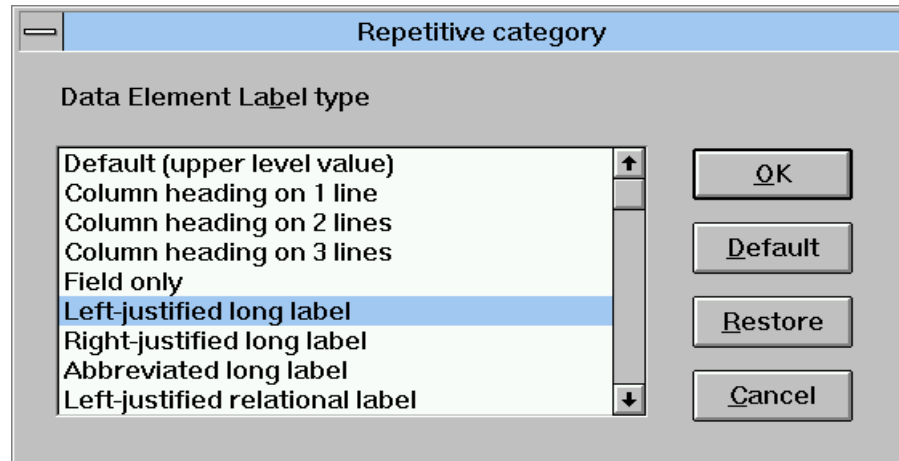 Repetitive category
Data Element Label type
Default (upper level value)
Column heading on 1 line
Column heading on 2 lines
Column heading on 3 lines
Field only
Left-justified long label
Right-justified long label
Abbreviated long label
Left-justified relational label
OK
Default
Restore
Cancel